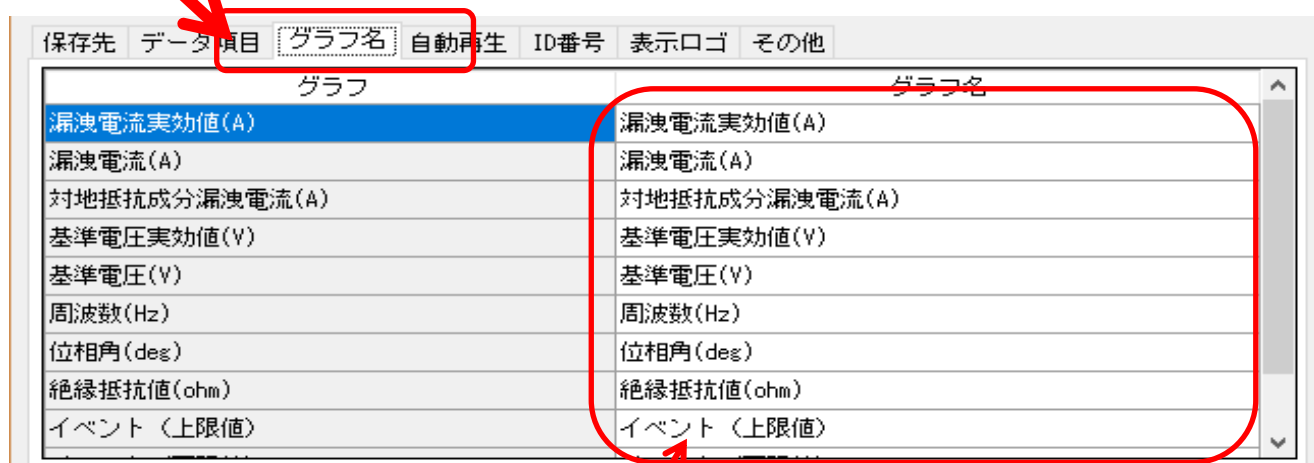 保存先 データ項目 グラフ名 自動再生 ID番号 表示ロゴ その他
グラフ グラフ名
漏洩電流実効値(A) 漏洩電流実効値(A)
漏洩電流(A) 漏洩電流(A)
対地抵抗成分漏洩電流(A) 対地抵抗成分漏洩電流(A)
基準電圧実効値(V) 基準電圧実効値(V)
基準電圧(V) 基準電圧(V)
周波数(Hz) 周波数(Hz)
位相角(deg) 位相角(deg)
絶縁抵抗値(ohm) 絶縁抵抗値(ohm)
イベント（上限値） イベント（上限値）